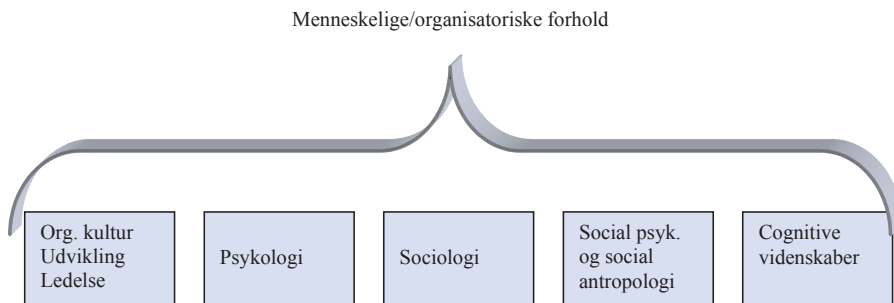 Menneskelige/organisatoriske forhold
Org. kultur
Udvikling
Ledelse
Psykologi
Sociologi
Social psyk.
og social
antropologi
Cognitive
videnskaber